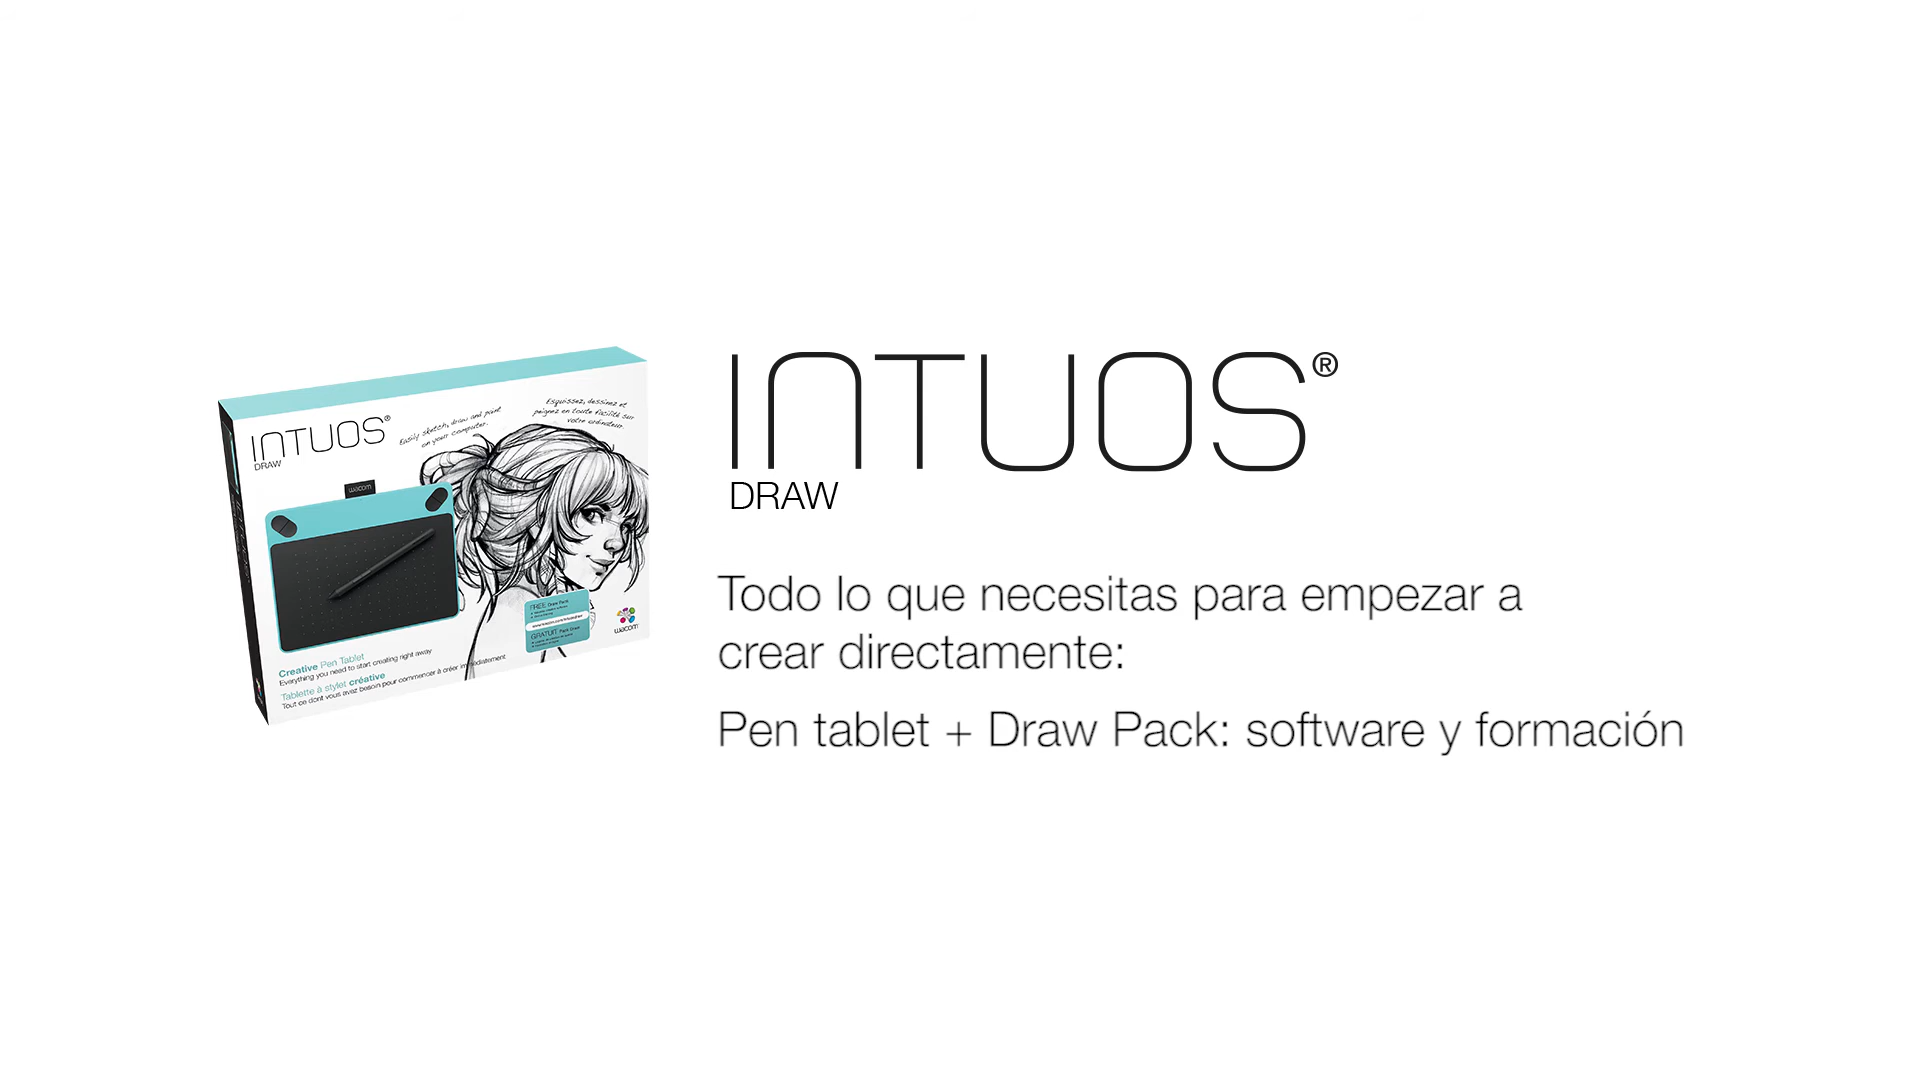 INTUOS®
DRAW
Easily sketch, draw and paint
on your computer.
Esquissez, dessinez et
peignez en toute facilité sur
votre ordinateur.
wacom
FREE Draw Pack
GRATUIT
wacom
Creative Pen Tablet
Everything you need to start creating right away
Tablette à stylet créative
Tout ce dont vous avez besoin pour commencer à créer immédiatement
INTUOS®
DRAW
Todo lo que necesitas para empezar a
crear directamente:
Pen tablet + Draw Pack: software y formación